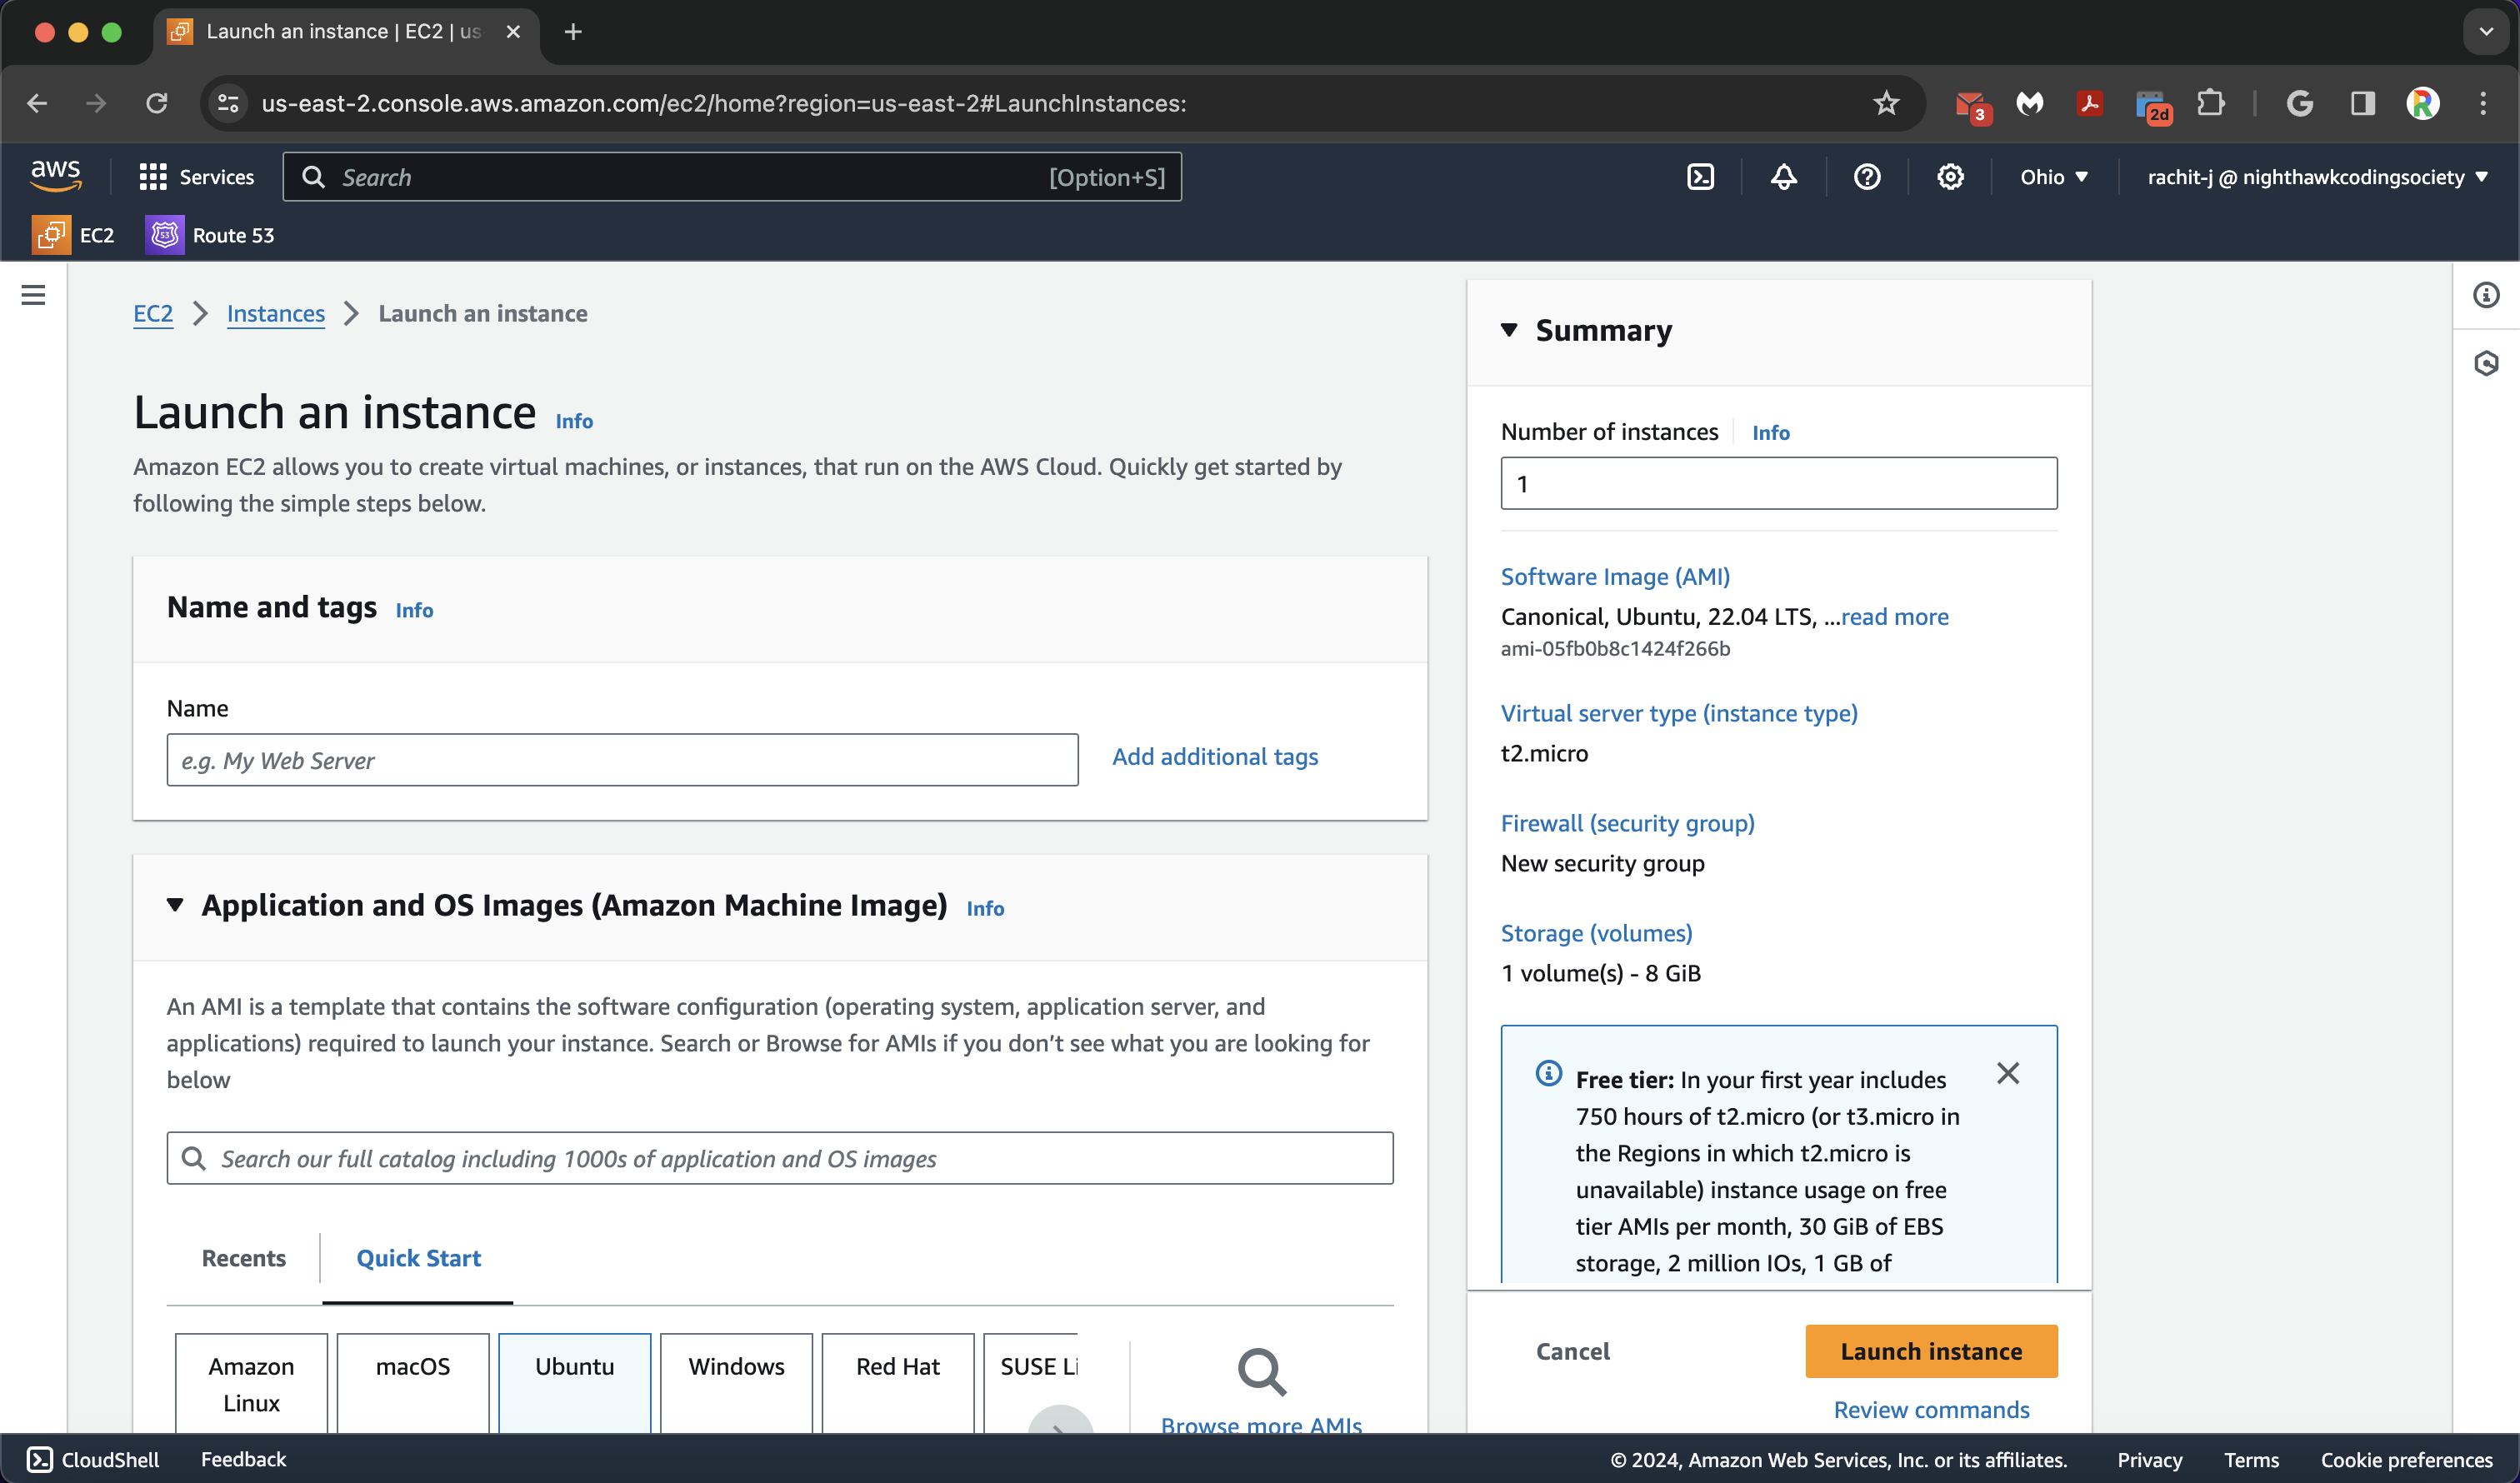 Launch an instance | EC2 | us
us-east-2.console.aws.amazon.com/ec2/home?region=us-east-2#LaunchInstances:
3
2d
aws
Services
Search
[Option+S]
Ohio
rachit-j @ nighthawkcodingsociety
EC2
53
Route 53
EC2
Instances
Launch an instance
Launch an instance
Info
Amazon EC2 allows you to create virtual machines, or instances, that run on the AWS Cloud. Quickly get started by
following the simple steps below.
Name and tags
Info
Name
e.g. My Web Server
Add additional tags
Application and OS Images (Amazon Machine Image)
Info
An AMI is a template that contains the software configuration (operating system, application server, and
applications) required to launch your instance. Search or Browse for AMIs if you don’t see what you are looking for
below
Search our full catalog including 1000s of application and OS images
Recents
Quick Start
Amazon
Linux
macOS
Ubuntu
Windows
Red Hat
SUSE Li
Browse more AMIs
Summary
Number of instances
Info
1
Software Image (AMI)
Canonical, Ubuntu, 22.04 LTS, ...read more
ami-05fb0b8c1424f266b
Virtual server type (instance type)
t2.micro
Firewall (security group)
New security group
Storage (volumes)
1 volume(s) - 8 GiB
Free tier: In your first year includes
750 hours of t2.micro (or t3.micro in
the Regions in which t2.micro is
unavailable) instance usage on free
tier AMIs per month, 30 GiB of EBS
storage, 2 million IOs, 1 GB of
Cancel
Launch instance
Review commands
CloudShell
Feedback
© 2024, Amazon Web Services, Inc. or its affiliates.
Privacy
Terms
Cookie preferences